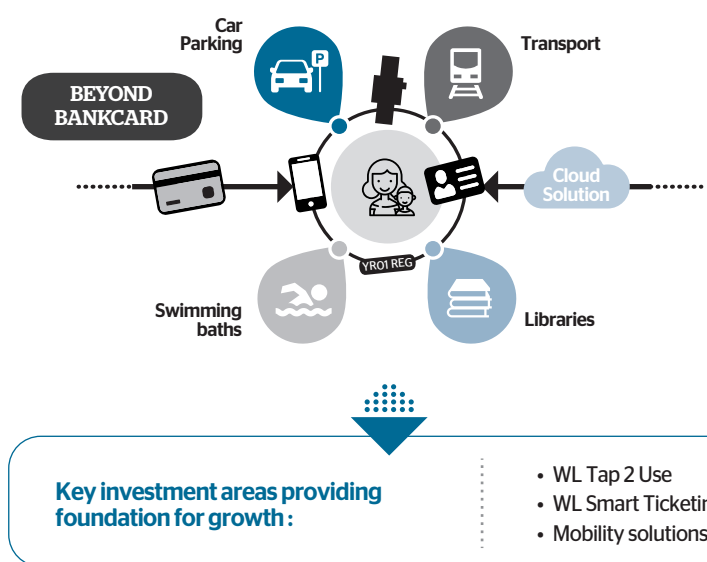 Car
Parking
Transport
BEYOND
BANKCARD
P
Cloud
Solution
YR01 REG
Swimming
baths
Libraries
Key investment areas providing
foundation for growth :
• WL Tap 2 Use
• WL Smart Ticketin
• Mobility solutions